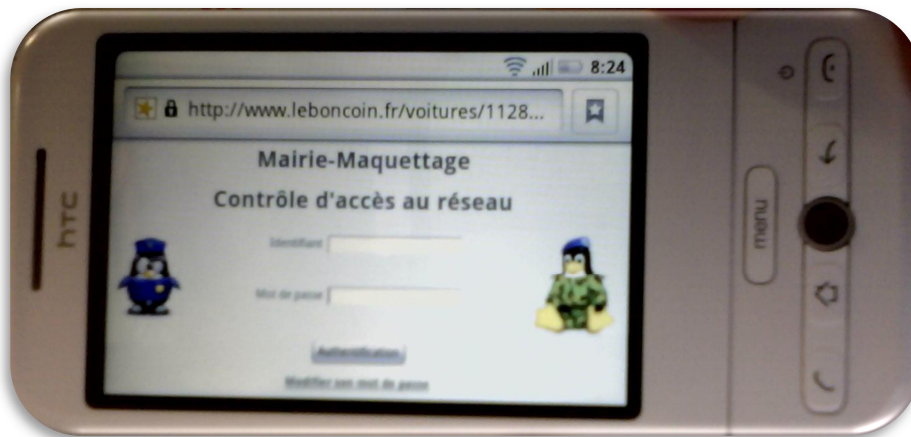 8:24
http://www.leboncoin.fr/voitures/1128...
Mairie-Maquettage
Contrôle d'accès au réseau
Identifiant
Mot de passe
Authentification
Modifier son mot de passe
hTC
menu